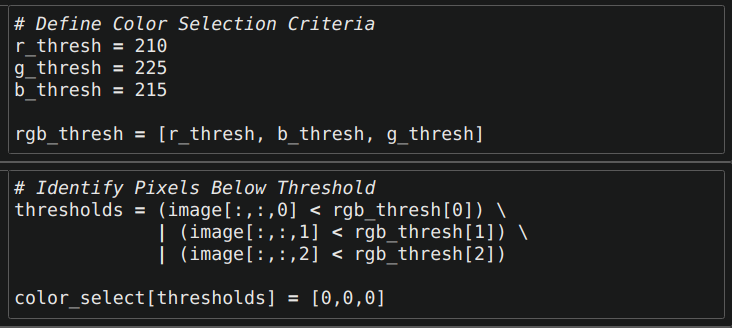 # Define Color Selection Criteria
r_thresh = 210
g_thresh = 225
b_thresh = 215
rgb_thresh = [r_thresh, b_thresh, g_thresh]
# Identify Pixels Below Threshold
thresholds = (image[:,:,0] < rgb_thresh[0]) \
| (image[:,:,1] < rgb_thresh[1]) \
| (image[:,:,2] < rgb_thresh[2])
color_select[thresholds] = [0,0,0]